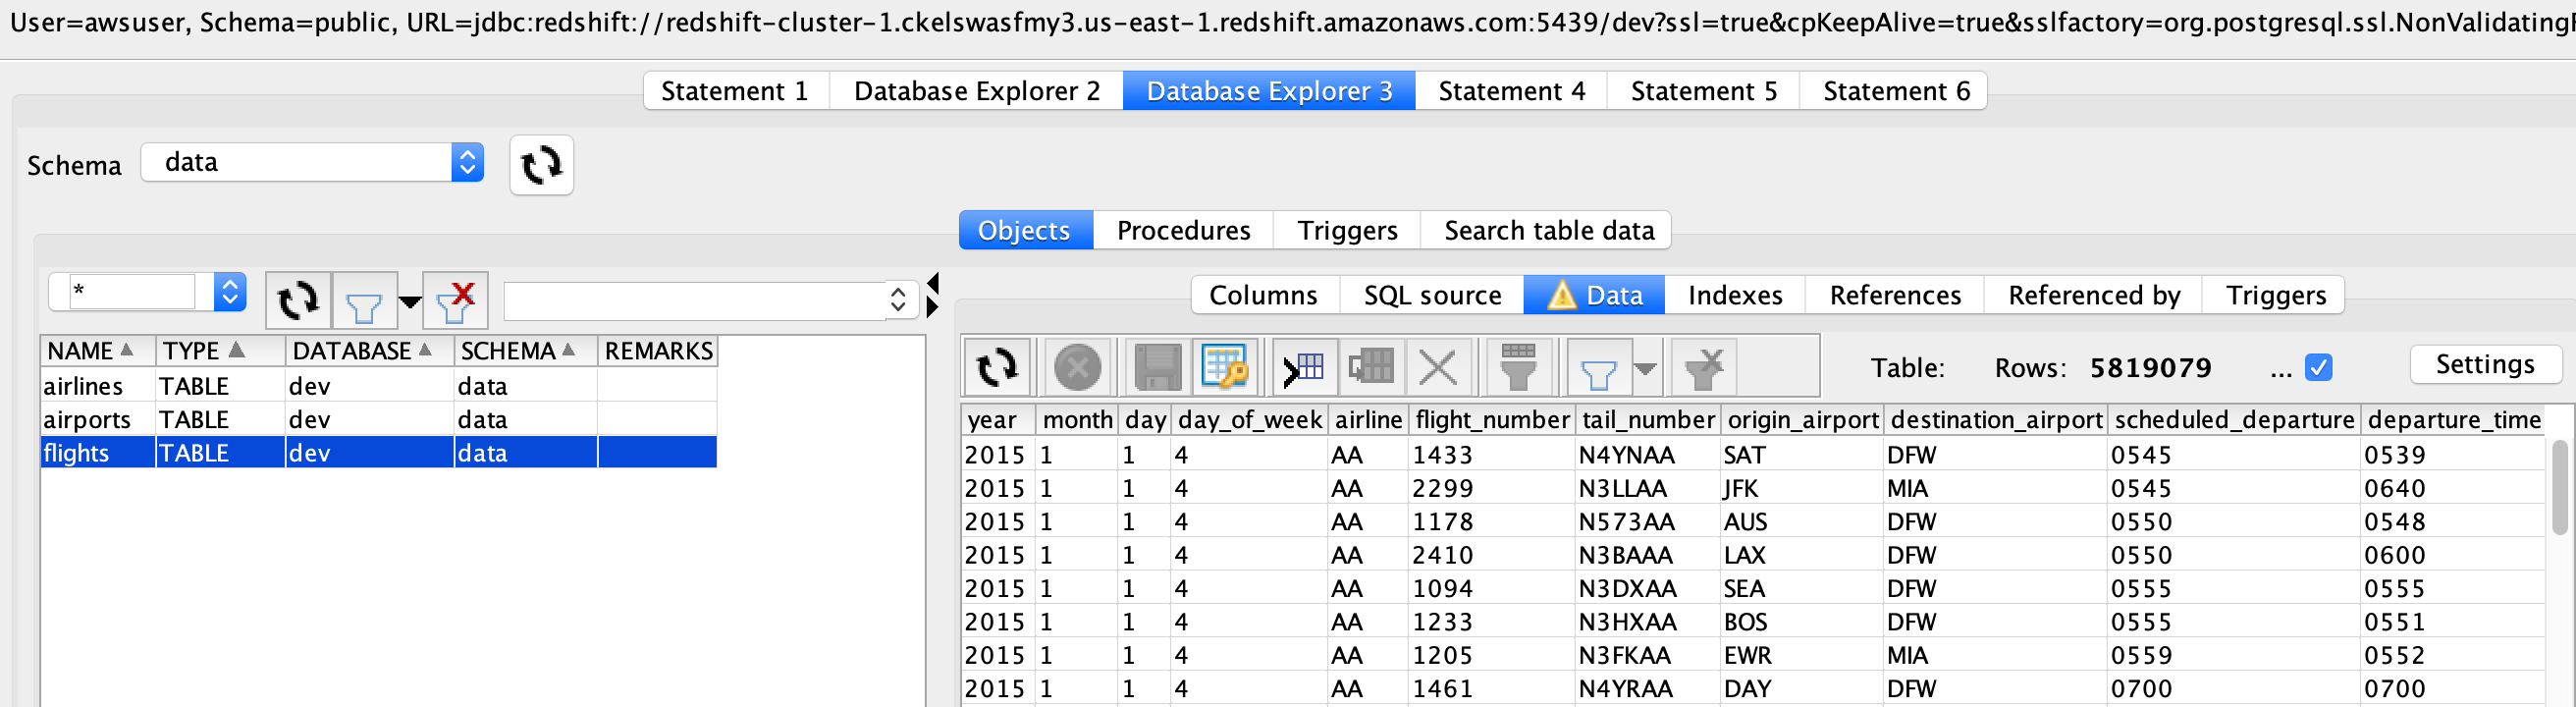 User=awsuser, Schema=public, URL=jdbc:redshift://redshift-cluster-1.ckelswasfmy3.us-east-1.redshift.amazonaws.com:5439/dev?ssl=true&cpKeepAlive=true&sslfactory=org.postgresql.ssl.NonValidating
Statement 1 Database Explorer 2 Database Explorer 3 Statement 4 Statement 5 Statement 6
Schema data
Objects Procedures Triggers Search table data
*
Columns SQL source Data Indexes References Referenced by Triggers
NAME TYPE DATABASE SCHEMA REMARKS
airlines TABLE dev data
airports TABLE dev data
flights TABLE dev data
Table: Rows: 5819079 ... Settings
year month day day_of_week airline flight_number tail_number origin_airport destination_airport scheduled_departure departure_time
2015 1 1 4 AA 1433 N4YNAA SAT DFW 0545 0539
2015 1 1 4 AA 2299 N3LLAA JFK MIA 0545 0640
2015 1 1 4 AA 1178 N573AA AUS DFW 0550 0548
2015 1 1 4 AA 2410 N3BAAA LAX DFW 0550 0600
2015 1 1 4 AA 1094 N3DXAA SEA DFW 0555 0555
2015 1 1 4 AA 1233 N3HXAA BOS DFW 0555 0551
2015 1 1 4 AA 1205 N3FKAA EWR MIA 0559 0552
2015 1 1 4 AA 1461 N4YRAA DAY DFW 0700 0700